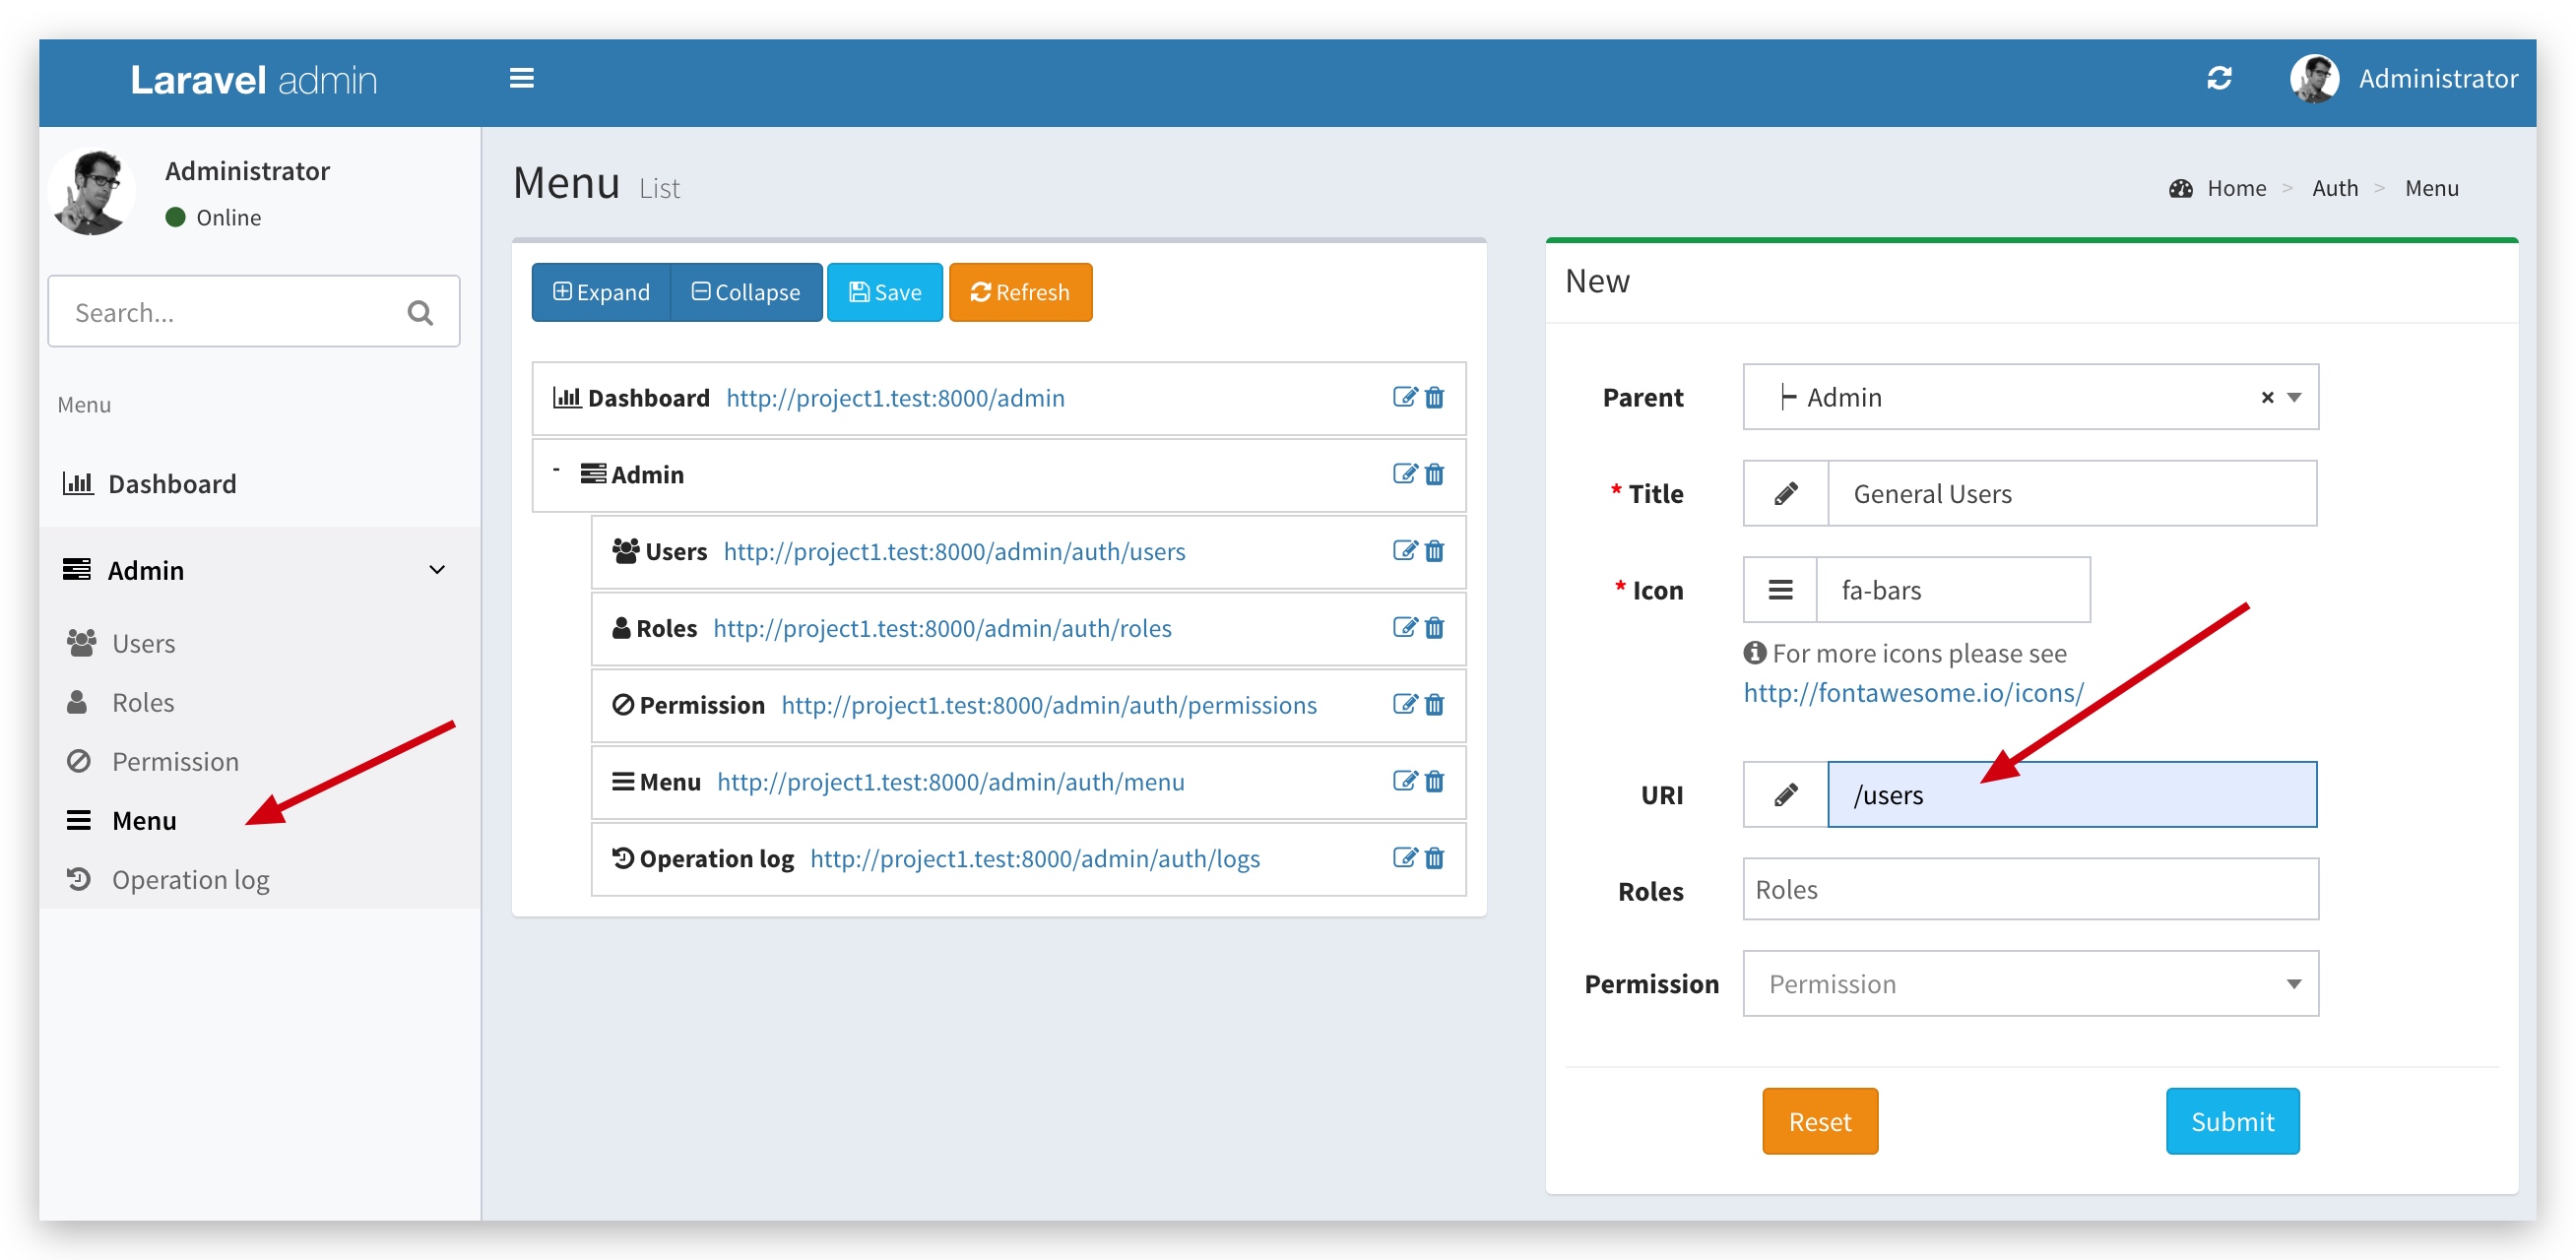 Laravel admin
Administrator
Administrator
Online
Search...
Menu
Dashboard
Admin
Users
Roles
Permission
Menu
Operation log
Menu List
Home > Auth > Menu
Expand Collapse Save Refresh
Dashboard http://project1.test:8000/admin
- Admin
Users http://project1.test:8000/admin/auth/users
Roles http://project1.test:8000/admin/auth/roles
Permission http://project1.test:8000/admin/auth/permissions
Menu http://project1.test:8000/admin/auth/menu
Operation log http://project1.test:8000/admin/auth/logs
New
Parent ├ Admin × 
* Title General Users
* Icon fa-bars
For more icons please see
http://fontawesome.io/icons/
URI /users
Roles Roles
Permission Permission
Reset Submit